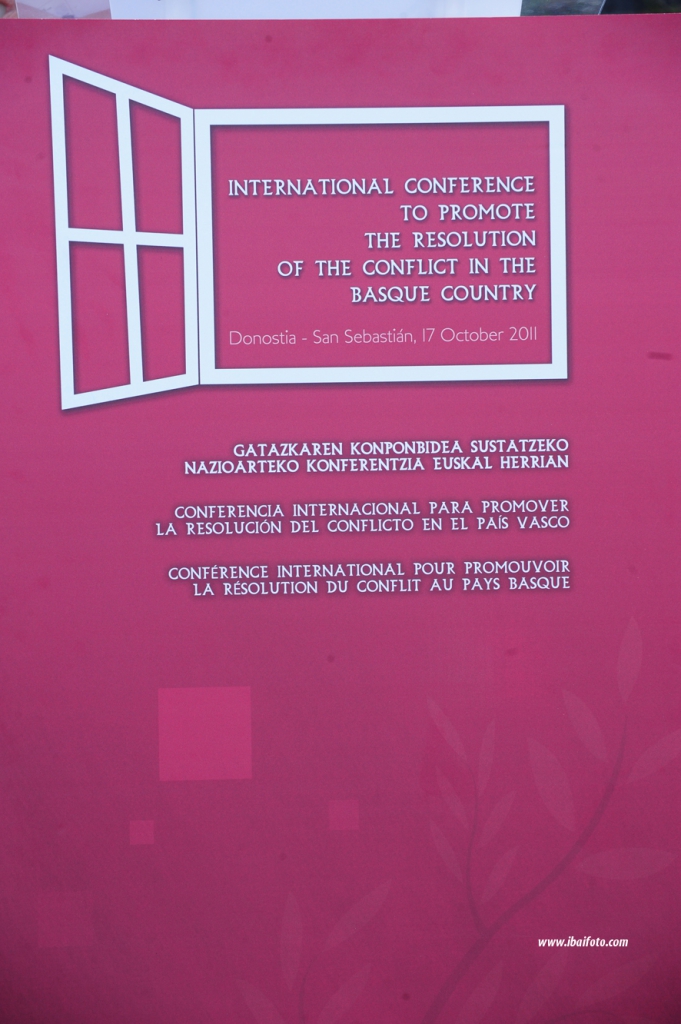 INTERNATIONAL CONFERENCE
TO PROMOTE
THE RESOLUTION
OF THE CONFLICT IN THE
BASQUE COUNTRY
Donostia - San Sebastián, 17 October 2011
GATAZKAREN KONPONBIDEA SUSTATZEKO
NAZIOARTEKO KONFERENTZIA EUSKAL HERRIAN
CONFERENCIA INTERNACIONAL PARA PROMOVER
LA RESOLUCIÓN DEL CONFLICTO EN EL PAÍS VASCO
CONFÉRENCE INTERNATIONAL POUR PROMOUVOIR
LA RÉSOLUTION DU CONFLIT AU PAYS BASQUE
www.ibaifoto.com